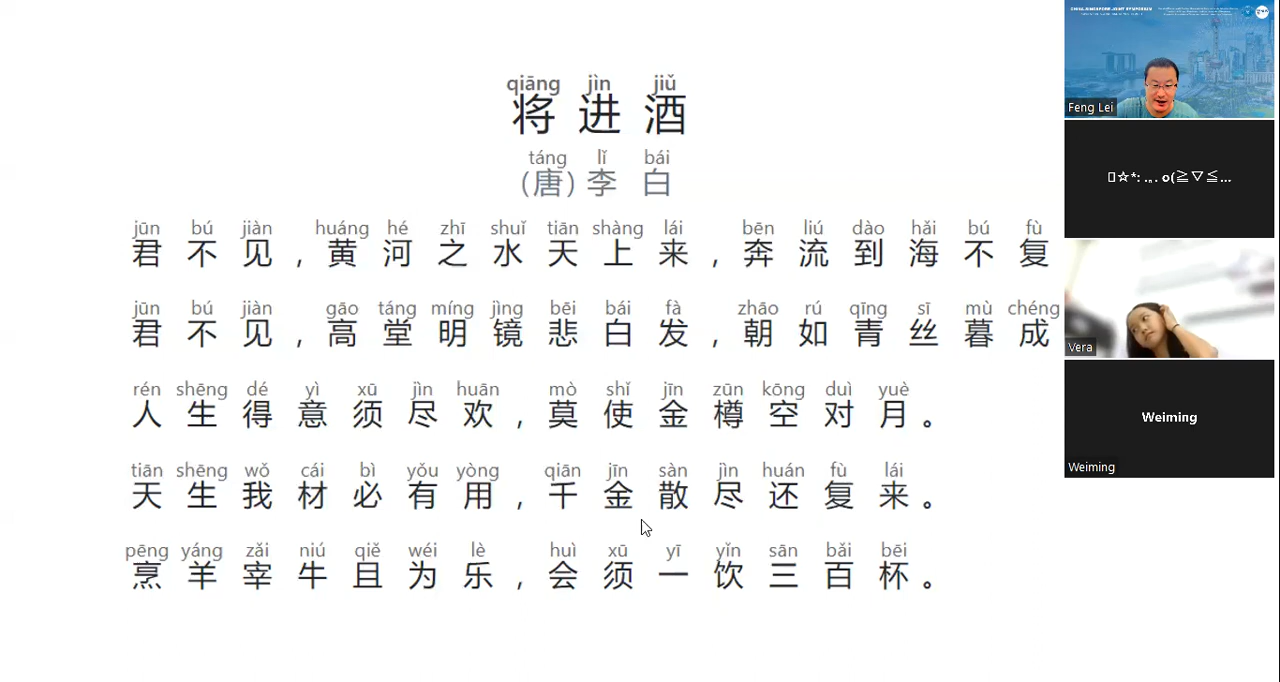 qiāng jìn jiǔ
将 进 酒
táng lǐ bái
（唐）李 白
jūn bú jiàn huáng hé zhī shuǐ tiān shàng lái bēn liú dào hǎi bú fù
君 不 见 ，黄 河 之 水 天 上 来 ，奔 流 到 海 不 复
jūn bú jiàn gāo táng míng jìng bēi bái fà zhāo rú qīng sī mù chéng
君 不 见 ，高 堂 明 镜 悲 白 发 ，朝 如 青 丝 暮 成
rén shēng dé yì xū jìn huān mò shǐ jīn zūn kōng duì yuè
人 生 得 意 须 尽 欢 ，莫 使 金 樽 空 对 月 。
tiān shēng wǒ cái bì yǒu yòng qiān jīn sàn jìn huán fù lái
天 生 我 材 必 有 用 ，千 金 散 尽 还 复 来 。
pēng yáng zǎi niú qiě wéi lè huì xū yī yǐn sān bǎi bēi
烹 羊 宰 牛 且 为 乐 ，会 须 一 饮 三 百 杯 。
CHINA-SINGAPORE JOINT SYMPOSIUM
Feng Lei
☆*: .｡. o(≧▽≦...
Vera
Weiming
Weiming